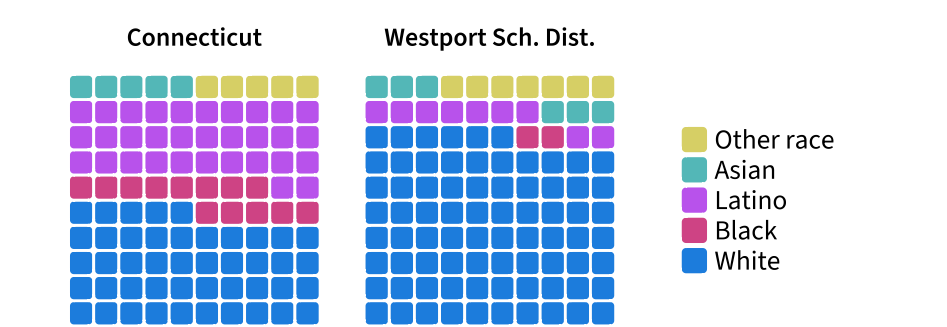 Connecticut
Westport Sch. Dist.
Other race
Asian
Latino
Black
White